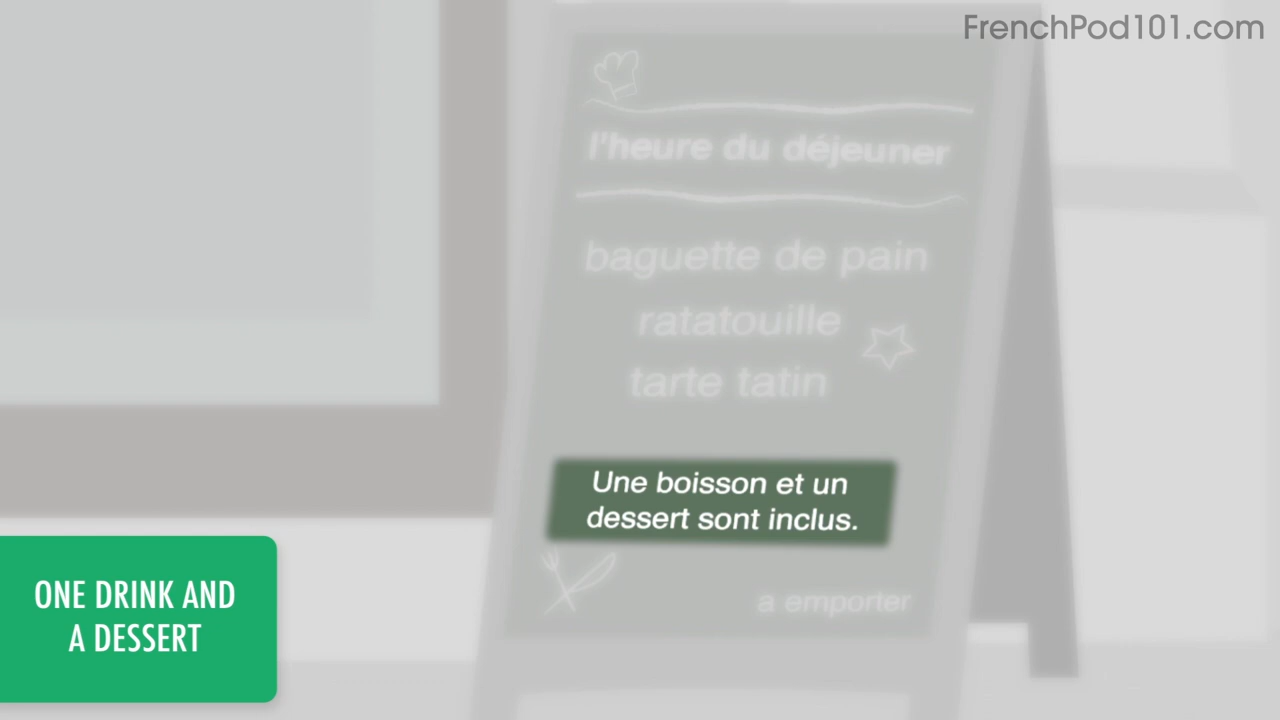 FrenchPod101.com
l'heure du déjeuner
baguette de pain
ratatouille
tarte tatin
Une boisson et un
dessert sont inclus.
a emporter
ONE DRINK AND
A DESSERT